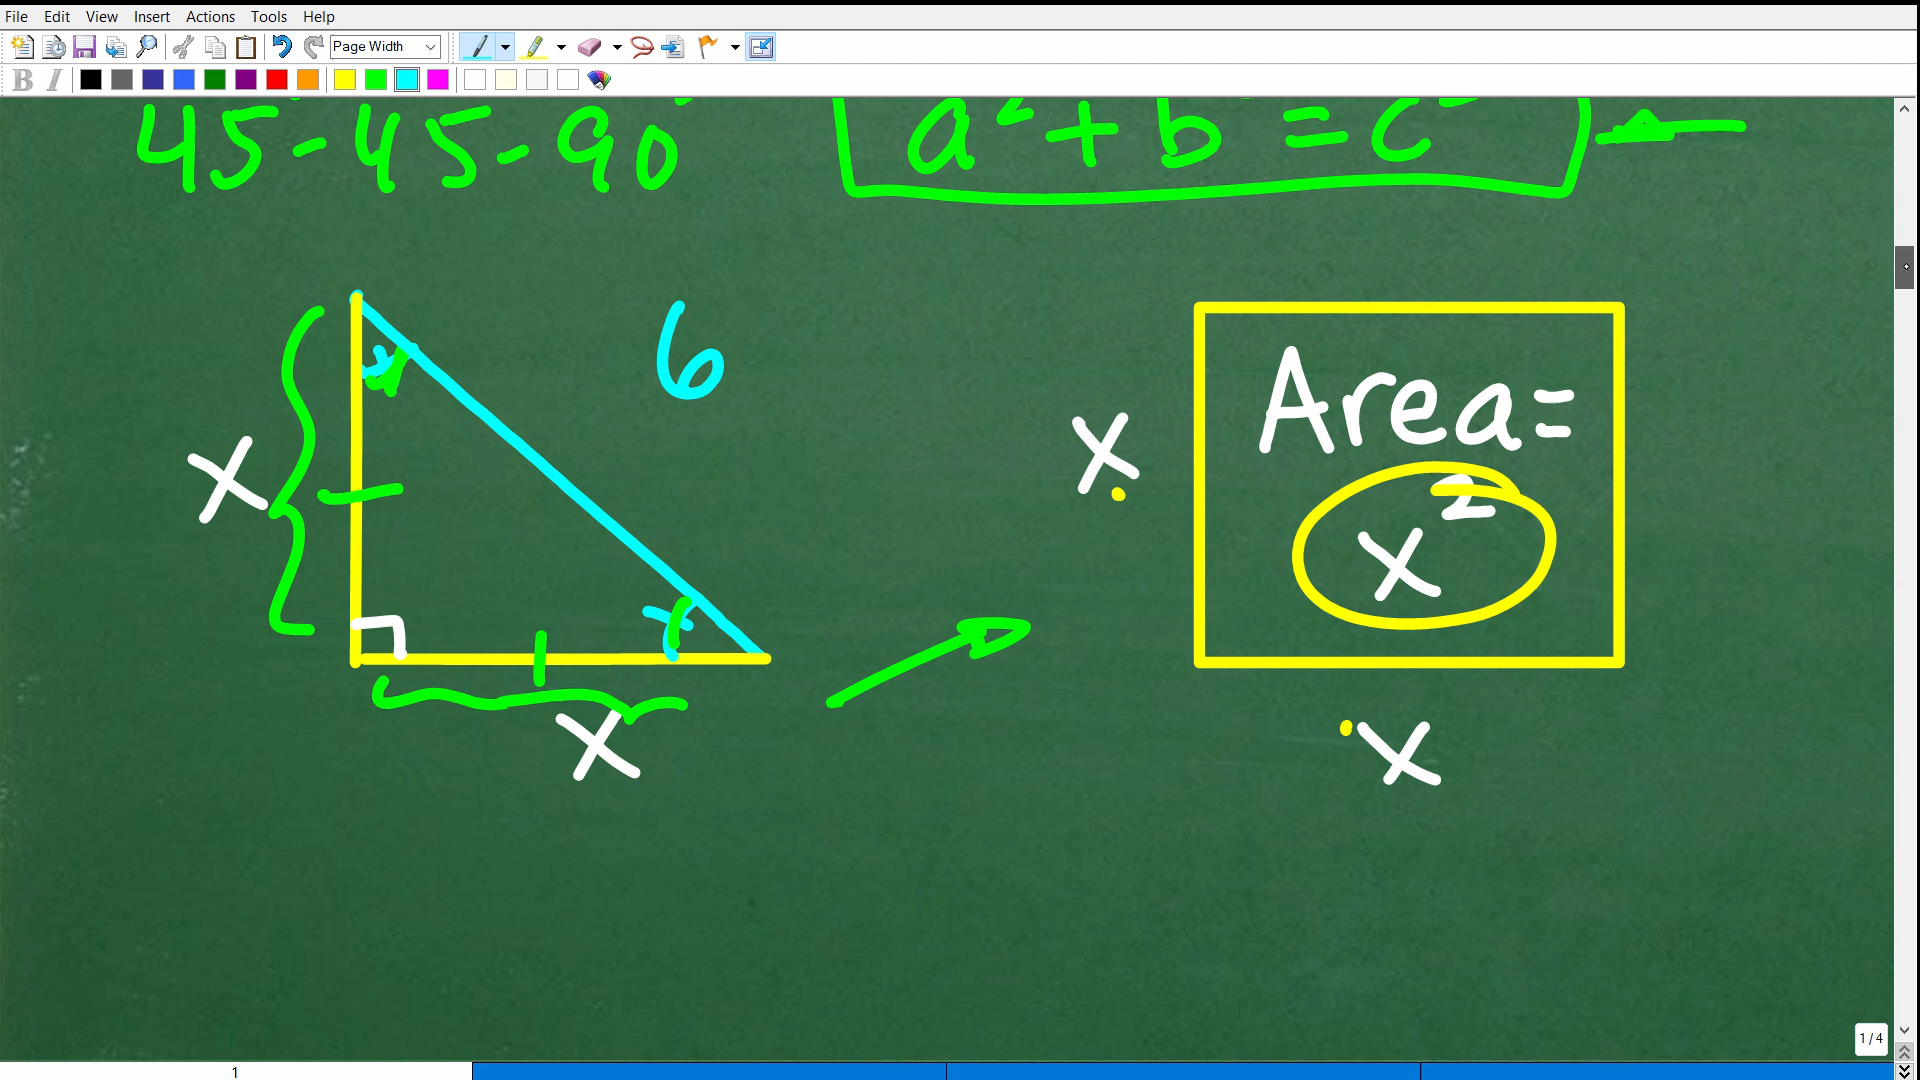 File Edit View Insert Actions Tools Help
Page Width
B I
45°-45-90° a² + b² = c²
6
Area=
x²
X
X
X
X
1 / 4
1